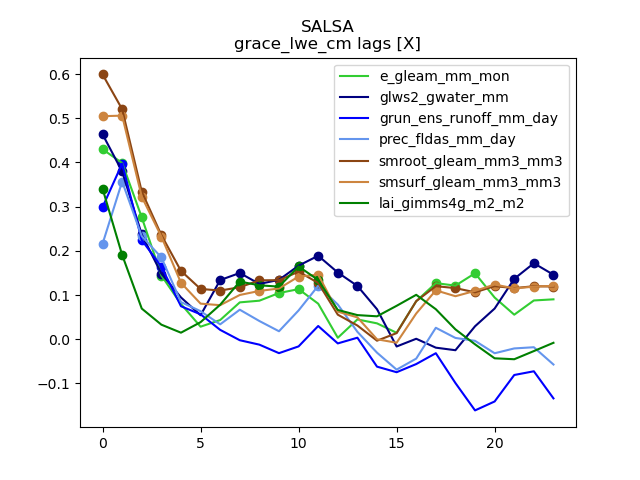 SALSA
grace_lwe_cm lags [X]
e_gleam_mm_mon
glws2_gwater_mm
grun_ens_runoff_mm_day
prec_fldas_mm_day
smroot_gleam_mm3_mm3
smsurf_gleam_mm3_mm3
lai_gimms4g_m2_m2
0.6
0.5
0.4
0.3
0.2
0.1
0.0
−0.1
0 5 10 15 20